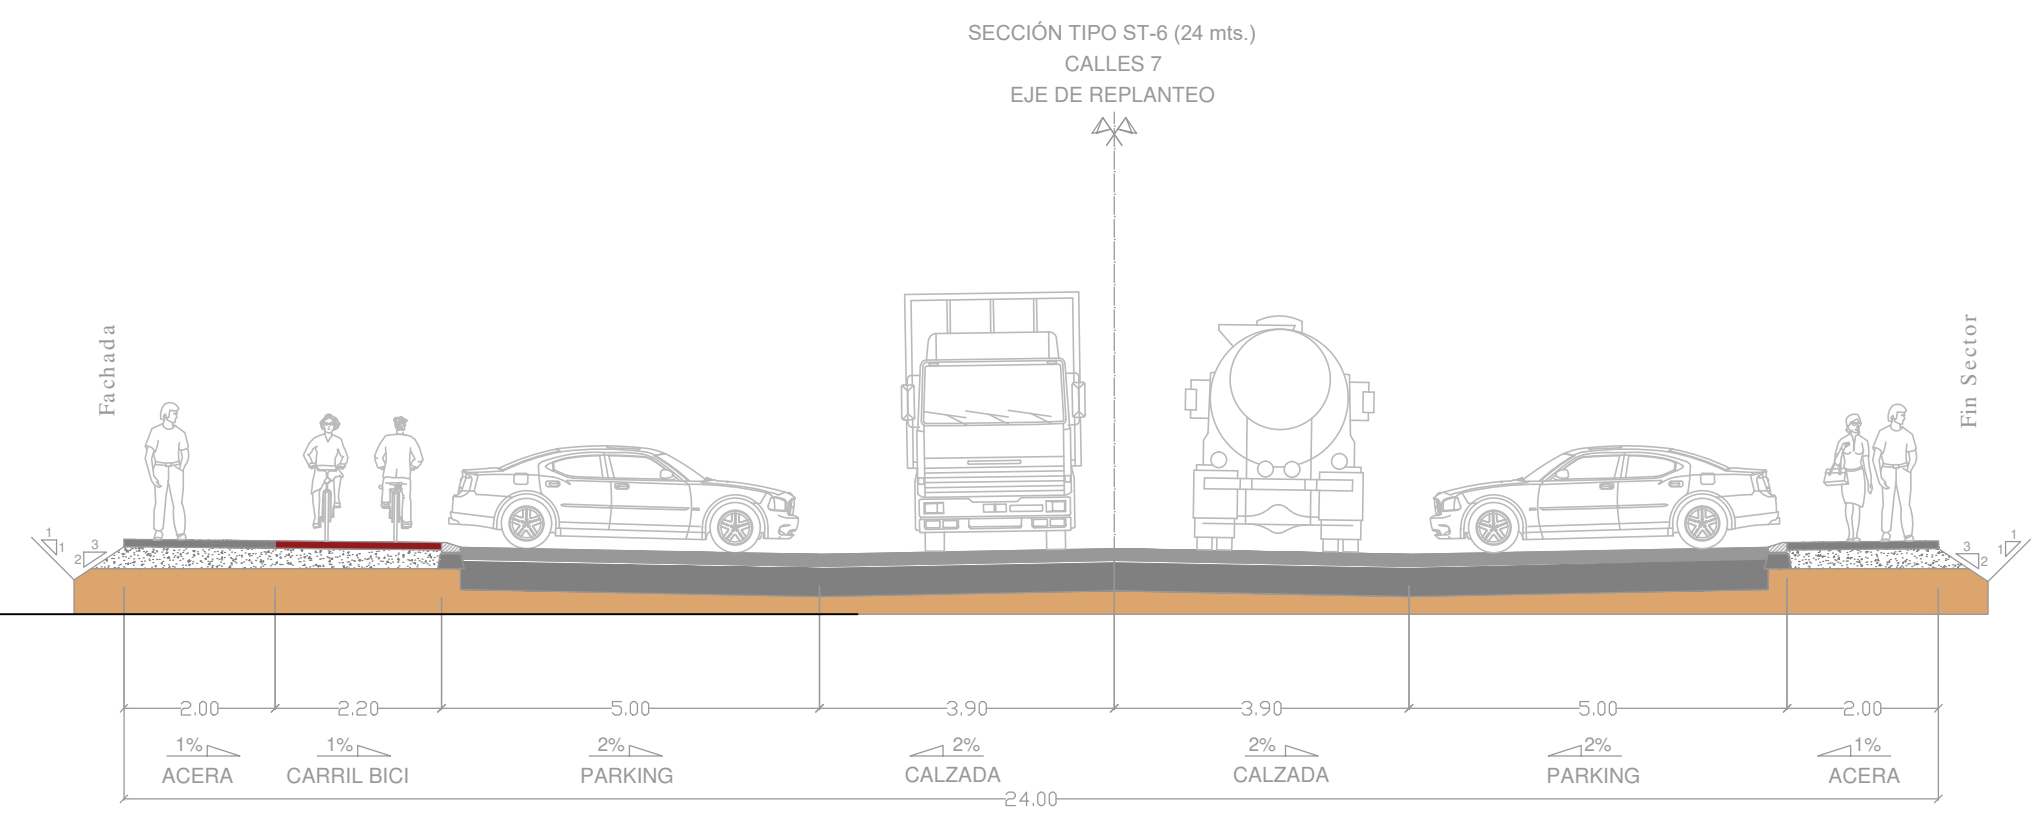 SECCIÓN TIPO ST-6 (24 mts.)
CALLES 7
EJE DE REPLANTEO
Fachada
Fin Sector
1
1
3
2
3
2
1
1
2.00
2.20
5.00
3.90
3.90
5.00
2.00
1%
1%
2%
2%
2%
2%
1%
ACERA
CARRIL BICI
PARKING
CALZADA
CALZADA
PARKING
ACERA
24.00